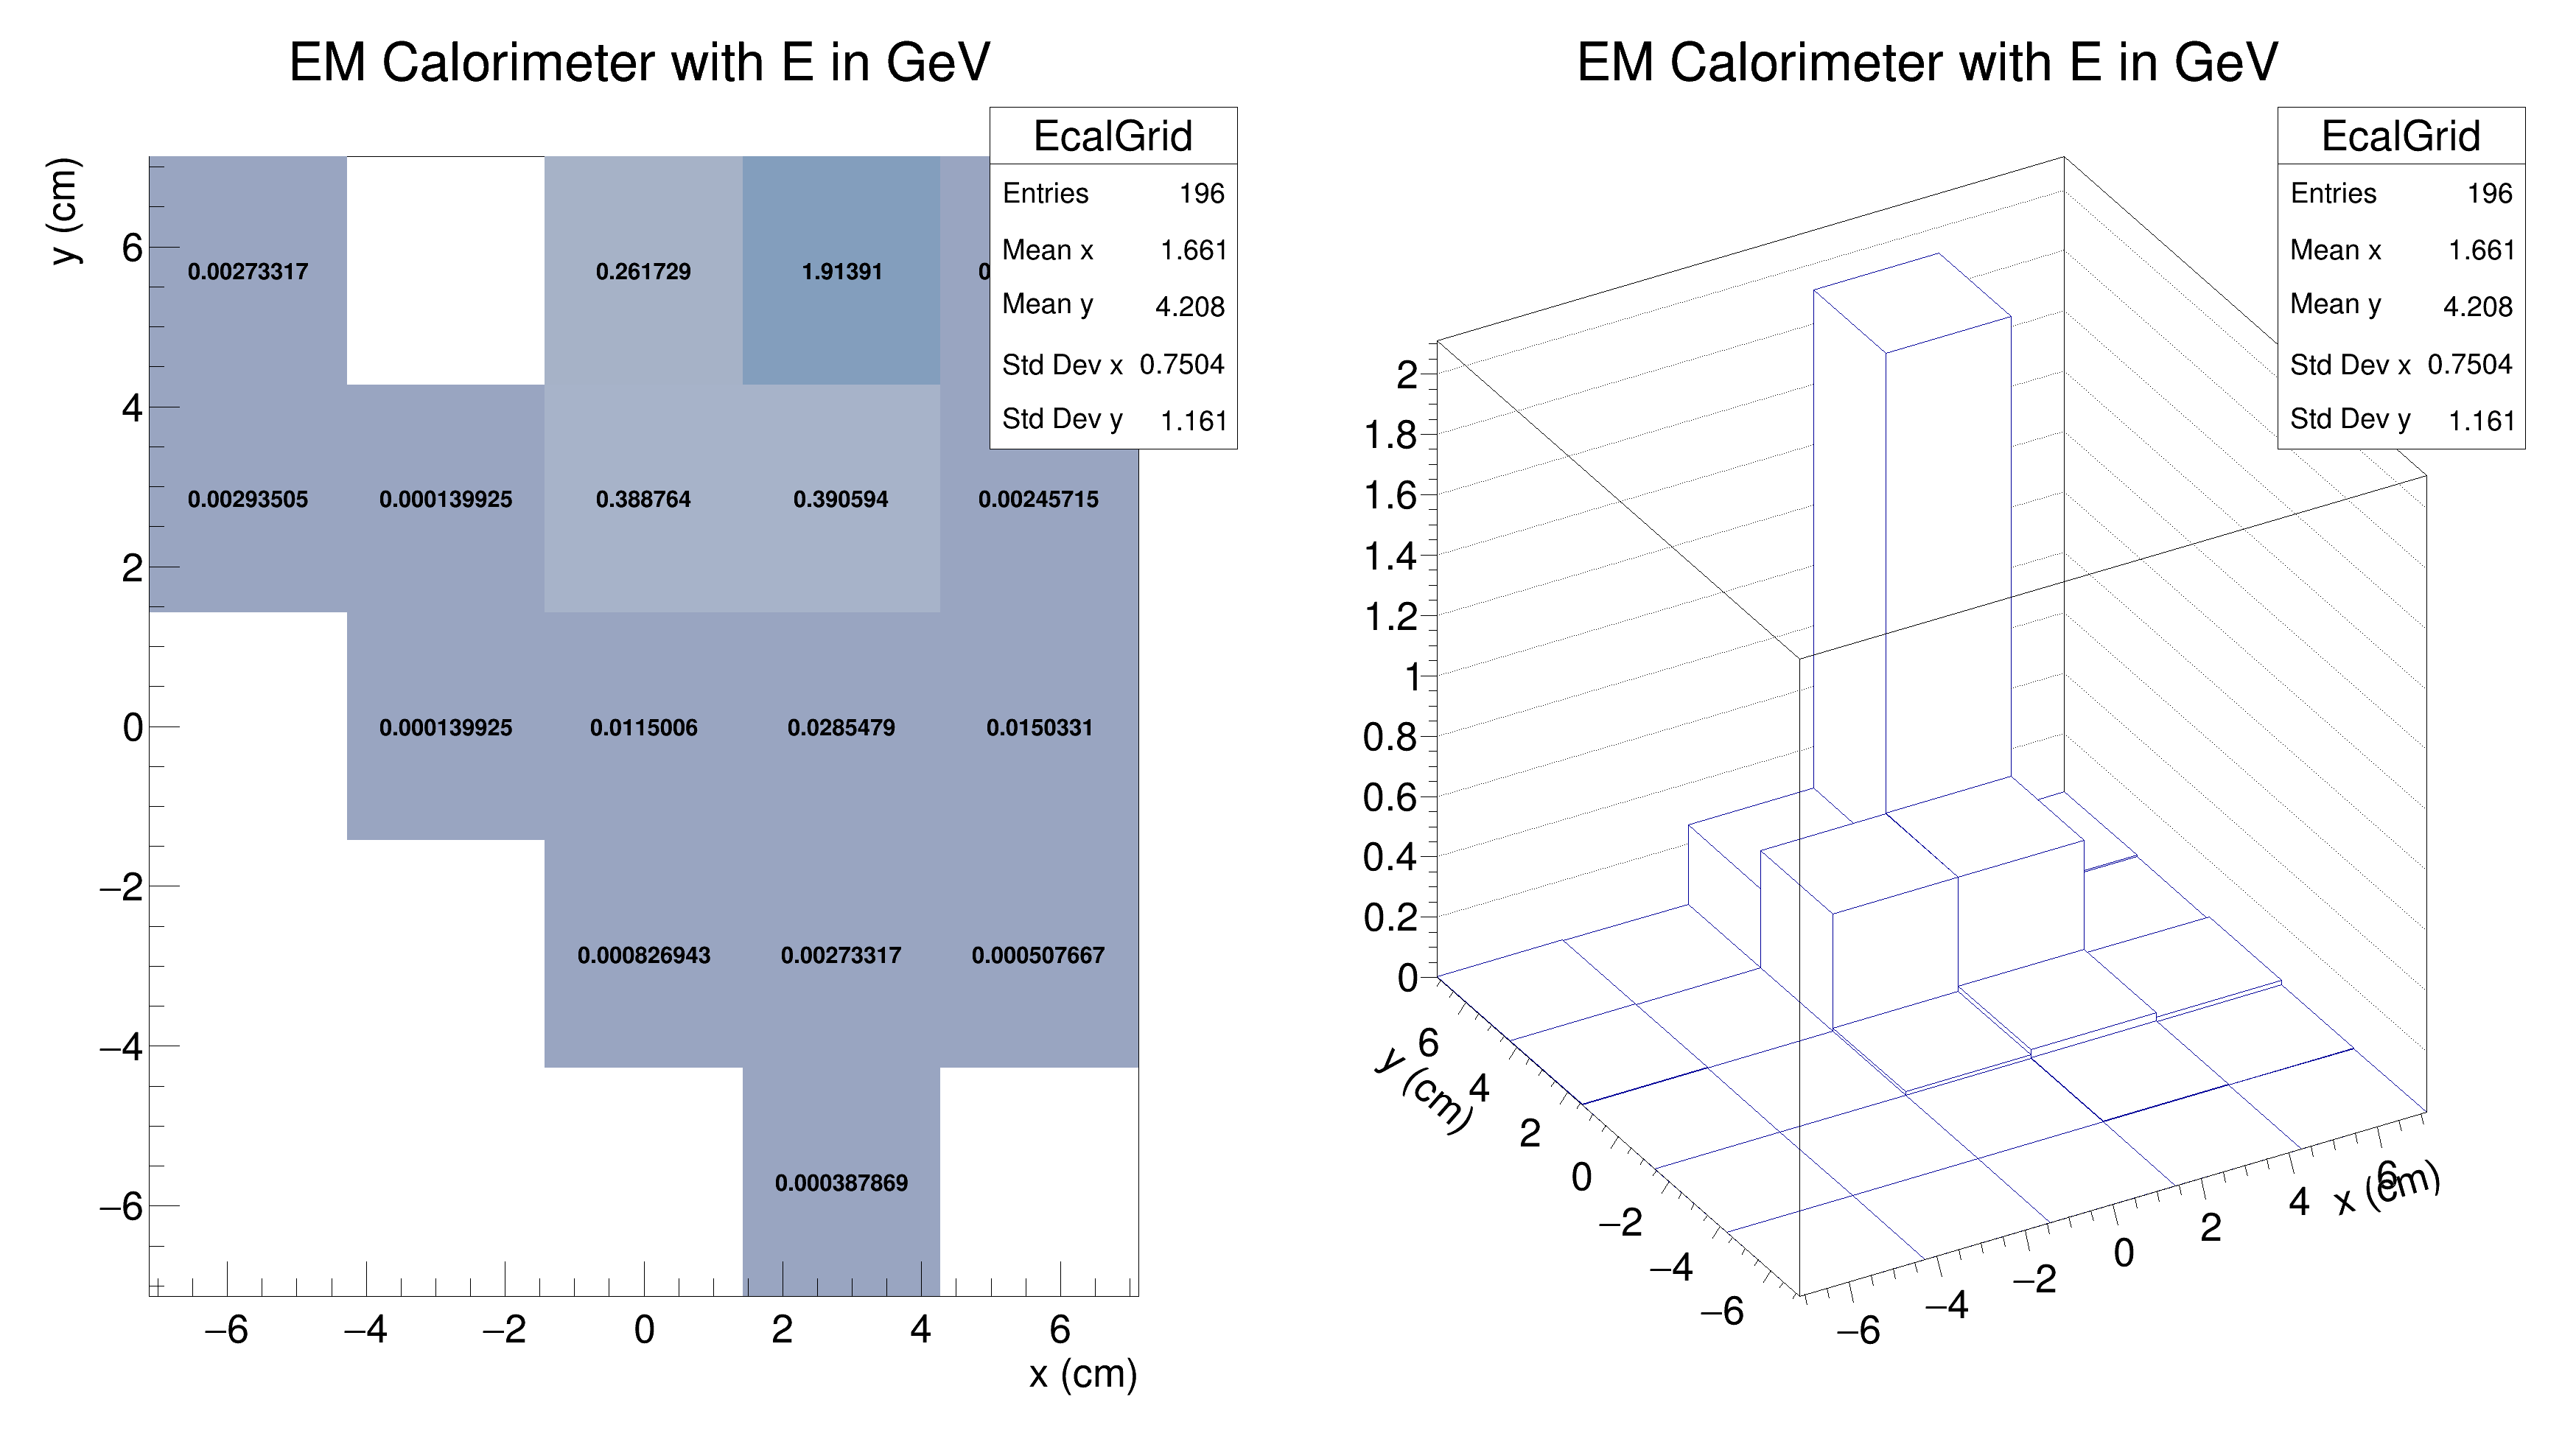 EM Calorimeter with E in GeV
EcalGrid
Entries 196
Mean x 1.661
Mean y 4.208
Std Dev x 0.7504
Std Dev y 1.161
y (cm)
6
4
2
0
−2
−4
−6
0.00273317 0.261729 1.91391
0.00293505 0.000139925 0.388764 0.390594 0.00245715
0.000139925 0.0115006 0.0285479 0.0150331
0.000826943 0.00273317 0.000507667
0.000387869
−6 −4 −2 0 2 4 6
x (cm)
EM Calorimeter with E in GeV
EcalGrid
Entries 196
Mean x 1.661
Mean y 4.208
Std Dev x 0.7504
Std Dev y 1.161
2
1.8
1.6
1.4
1.2
1
0.8
0.6
0.4
0.2
0
y (cm)
6
4
2
0
−2
−4
−6
−6 −4 −2 0 2 4 6
x (cm)